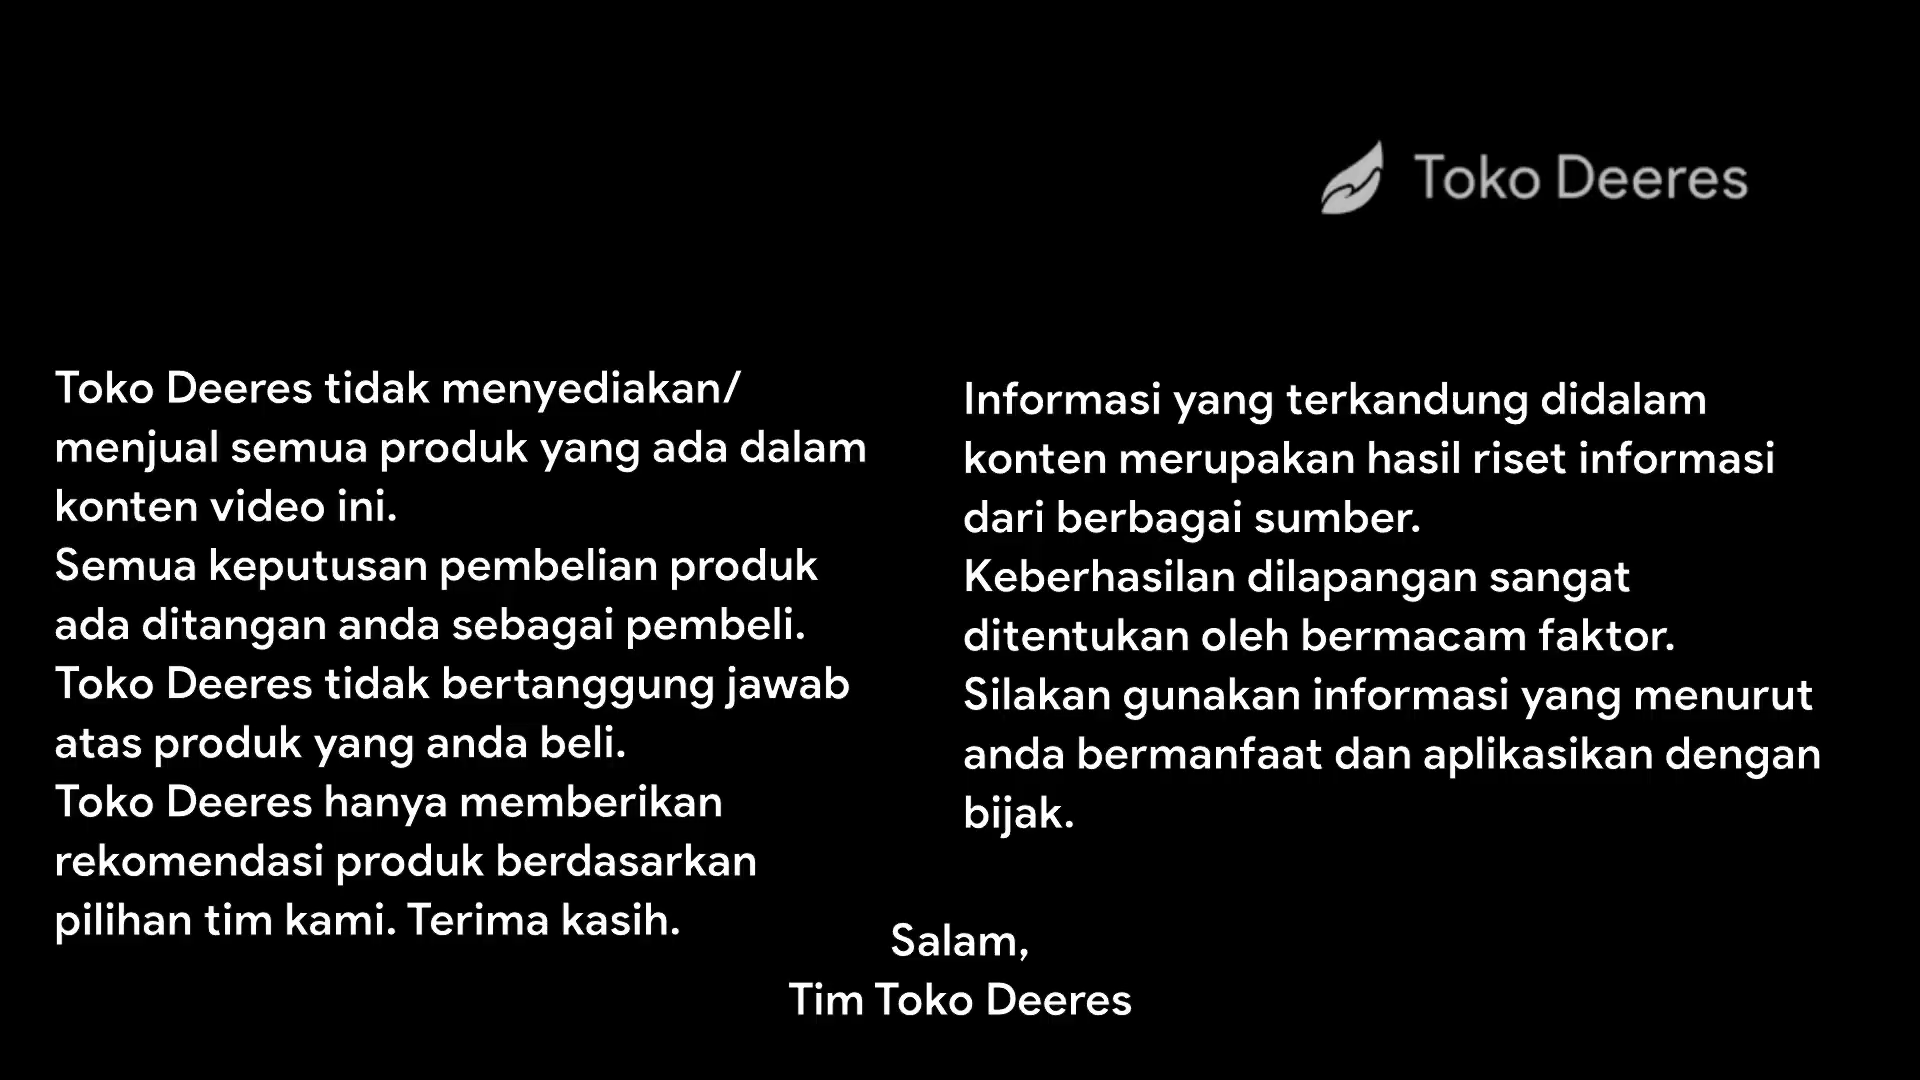 Toko Deeres
Toko Deeres tidak menyediakan/
menjual semua produk yang ada dalam
konten video ini.
Semua keputusan pembelian produk
ada ditangan anda sebagai pembeli.
Toko Deeres tidak bertanggung jawab
atas produk yang anda beli.
Toko Deeres hanya memberikan
rekomendasi produk berdasarkan
pilihan tim kami. Terima kasih.
Informasi yang terkandung didalam
konten merupakan hasil riset informasi
dari berbagai sumber.
Keberhasilan dilapangan sangat
ditentukan oleh bermacam faktor.
Silakan gunakan informasi yang menurut
anda bermanfaat dan aplikasikan dengan
bijak.
Salam,
Tim Toko Deeres